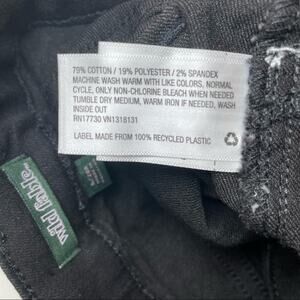 79% COTTON / 19% POLYESTER / 2% SPANDEX
MACHINE WASH WARM WITH LIKE COLORS, NORMAL
CYCLE, ONLY NON-CHLORINE BLEACH WHEN NEEDED
TUMBLE DRY MEDIUM, WARM IRON IF NEEDED, WASH
INSIDE OUT
RN17730 VN1318131
LABEL MADE FROM 100% RECYCLED PLASTIC
wild fable™